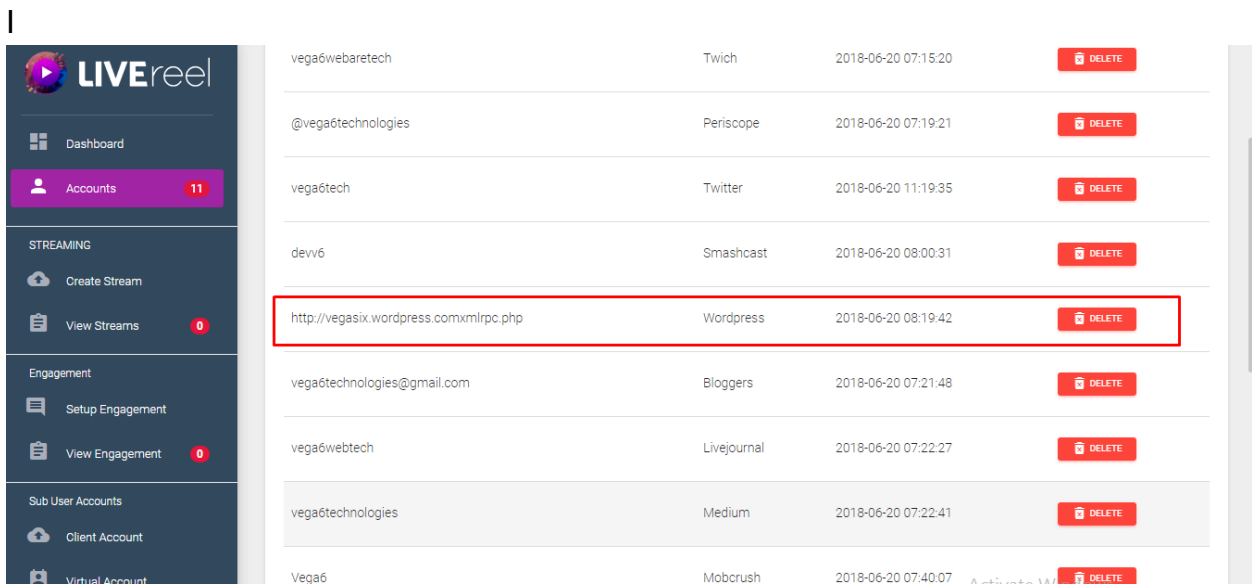 I
LIVEreel
Dashboard
Accounts 11
STREAMING
Create Stream
View Streams 0
Engagement
Setup Engagement
View Engagement 0
Sub User Accounts
Client Account
Virtual Account
vega6webaretech Twich 2018-06-20 07:15:20 DELETE
@vega6technologies Periscope 2018-06-20 07:19:21 DELETE
vega6tech Twitter 2018-06-20 11:19:35 DELETE
devv6 Smashcast 2018-06-20 08:00:31 DELETE
http://vegasix.wordpress.comxmlrpc.php Wordpress 2018-06-20 08:19:42 DELETE
vega6technologies@gmail.com Bloggers 2018-06-20 07:21:48 DELETE
vega6webtech Livejournal 2018-06-20 07:22:27 DELETE
vega6technologies Medium 2018-06-20 07:22:41 DELETE
Vega6 Mobcrush 2018-06-20 07:40:07 DELETE
Activate